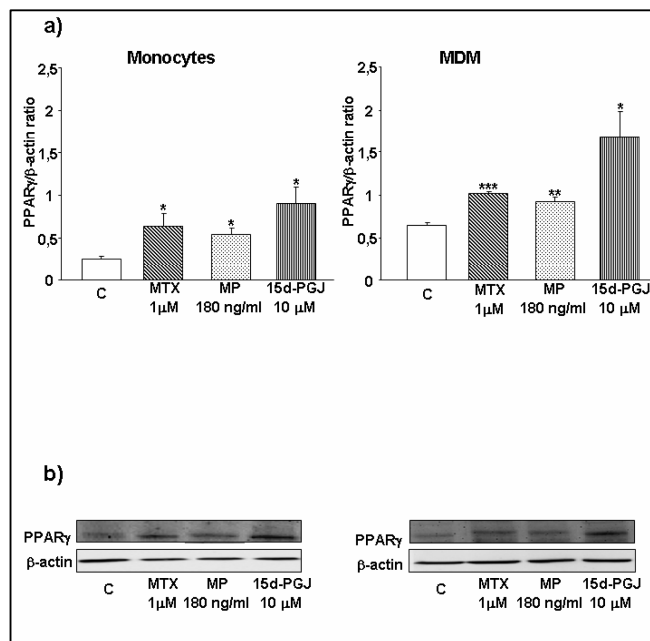 a)
Monocytes
PPARγ/β-actin ratio
2,5
2
1,5
1
0,5
0
*
*
*
C
MTX
1μM
MP
180 ng/ml
15d-PGJ
10 μM
MDM
PPARγ/β-actin ratio
2,5
2
1,5
1
0,5
0
***
**
*
C
MTX
1μM
MP
180 ng/ml
15d-PGJ
10 μM
b)
PPARγ
β-actin
C
MTX
1μM
MP
180 ng/ml
15d-PGJ
10 μM
PPARγ
β-actin
C
MTX
1μM
MP
180 ng/ml
15d-PGJ
10 μM